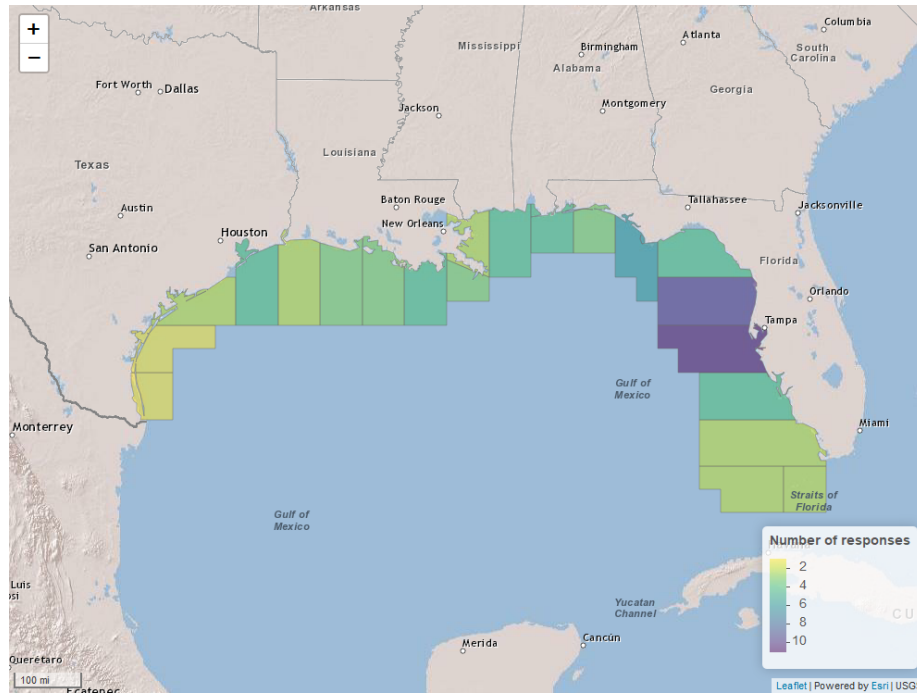 Arkansas
+
−
Columbia
Atlanta
Mississippi
Birmingham
South
Carolina
Alabama
Fort Worth
Dallas
Georgia
Montgomery
Jackson
Louisiana
Texas
Baton Rouge
Tallahassee
Austin
Jacksonville
New Orleans
Houston
San Antonio
Florida
Orlando
Tampa
Gulf of
Mexico
Miami
Monterrey
Straits of
Florida
Gulf of
Mexico
Number of responses
2
4
6
8
10
Luis
Yucatan
Channel
CU
Merida
Cancún
Querétaro
100 mi
Ecatepec
Leaflet | Powered by Esri | USG